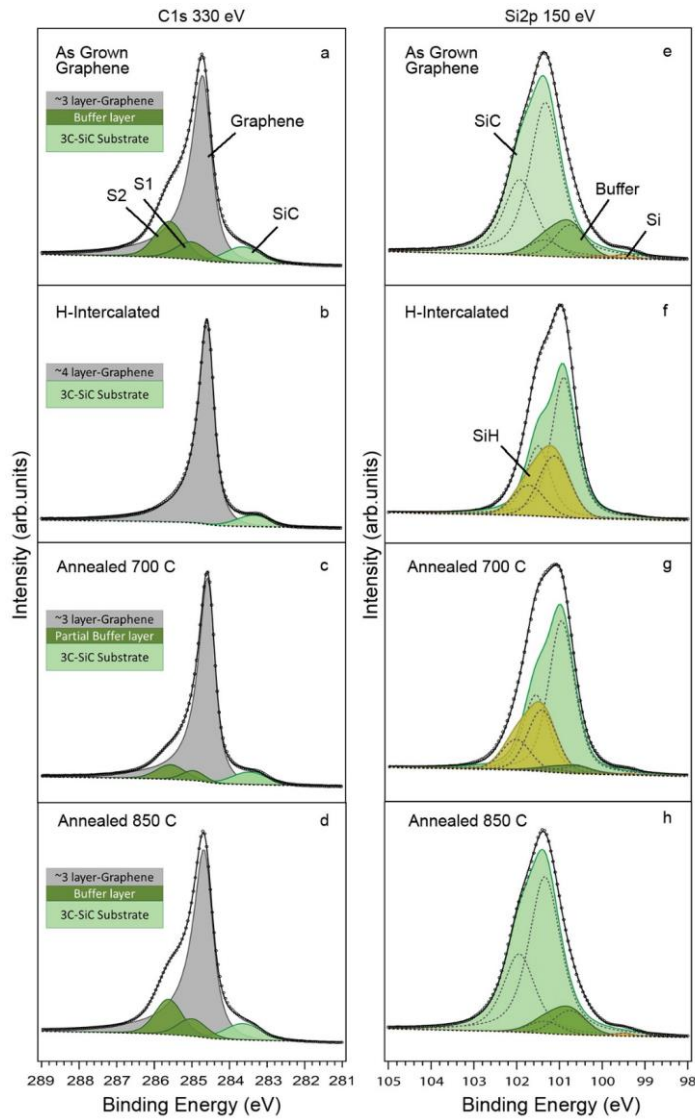 C1s 330 eV
Si2p 150 eV
As Grown
Graphene
a
~3 layer-Graphene
Buffer layer
3C-SiC Substrate
Graphene
S1
S2
SiC
As Grown
Graphene
e
SiC
Buffer
Si
H-Intercalated
b
~4 layer-Graphene
3C-SiC Substrate
H-Intercalated
f
SiH
Intensity (arb.units)
Intensity (arb.units)
Annealed 700 C
c
~3 layer-Graphene
Partial Buffer layer
3C-SiC Substrate
Annealed 700 C
g
Annealed 850 C
d
~3 layer-Graphene
Buffer layer
3C-SiC Substrate
Annealed 850 C
h
289 288 287 286 285 284 283 282 281
105 104 103 102 101 100 99 98
Binding Energy (eV)
Binding Energy (eV)